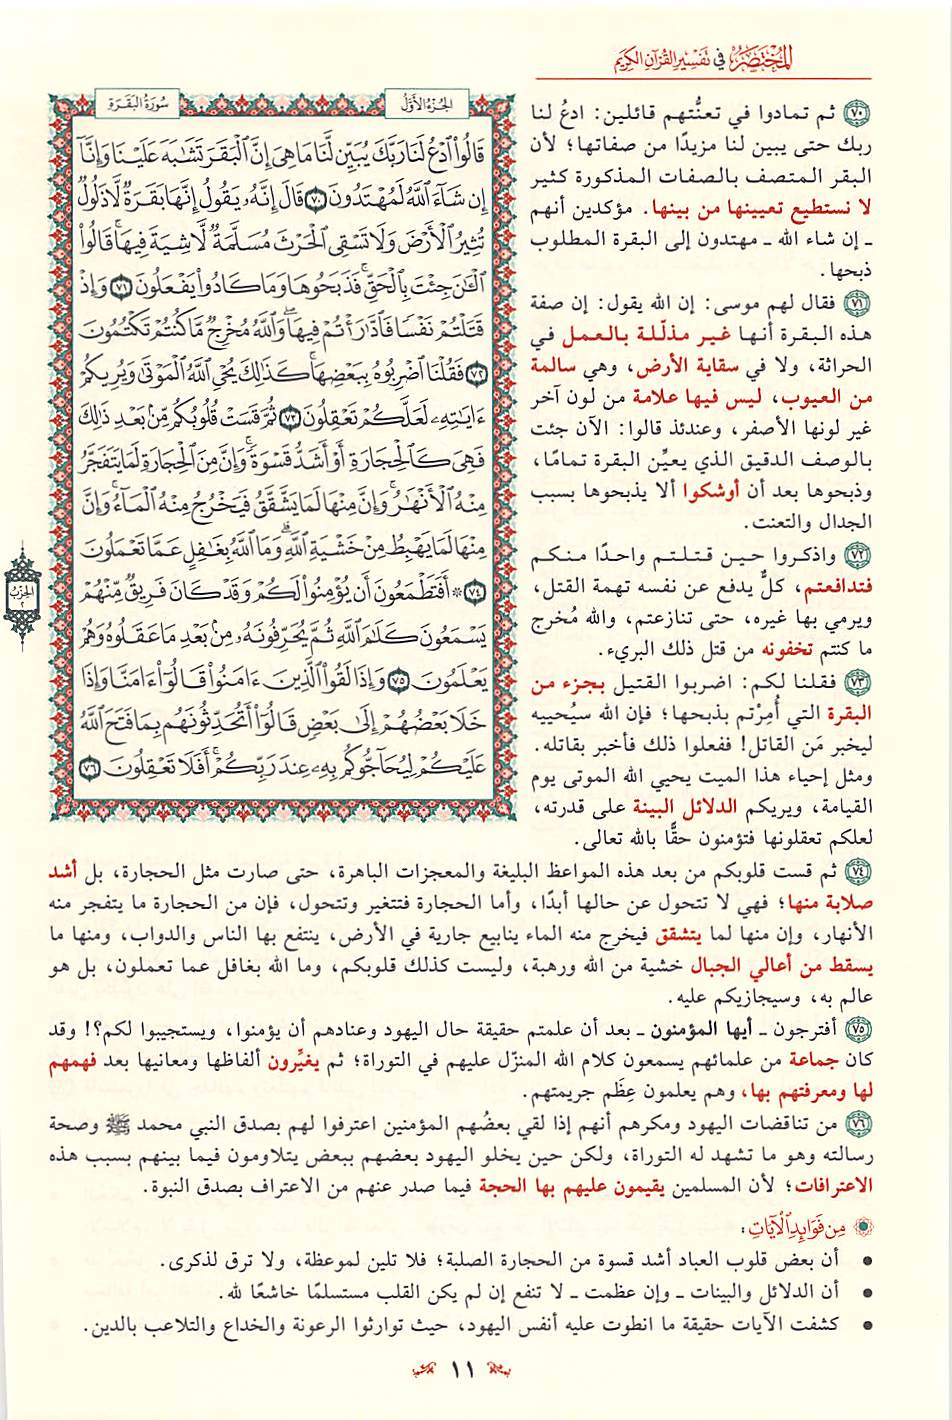 المختصر في تفسير القرآن الكريم
الجزء الأول
سورة البقرة
قَالُوا۟ ٱدْعُ لَنَا رَبَّكَ يُبَيِّن لَّنَا مَا هِىَ إِنَّ ٱلْبَقَرَ تَشَٰبَهَ عَلَيْنَا وَإِنَّآ
إِن شَآءَ ٱللَّهُ لَمُهْتَدُونَ ٧٠ قَالَ إِنَّهُۥ يَقُولُ إِنَّهَا بَقَرَةٌ لَّا ذَلُولٌ
تُثِيرُ ٱلْأَرْضَ وَلَا تَسْقِى ٱلْحَرْثَ مُسَلَّمَةٌ لَّا شِيَةَ فِيهَا ۚ قَالُوا۟
ٱلْـَٰٔنَ جِئْتَ بِٱلْحَقِّ ۚ فَذَبَحُوهَا وَمَا كَادُوا۟ يَفْعَلُونَ ٧١ وَإِذْ
قَتَلْتُمْ نَفْسًا فَٱدَّٰرَْٰٔتُمْ فِيهَا ۖ وَٱللَّهُ مُخْرِجٌ مَّا كُنتُمْ تَكْتُمُونَ
٧٢ فَقُلْنَا ٱضْرِبُوهُ بِبَعْضِهَا ۚ كَذَٰلِكَ يُحْىِ ٱللَّهُ ٱلْمَوْتَىٰ وَيُرِيكُمْ
ءَايَٰتِهِۦ لَعَلَّكُمْ تَعْقِلُونَ ٧٣ ثُمَّ قَسَتْ قُلُوبُكُم مِّنۢ بَعْدِ ذَٰلِكَ
فَهِىَ كَٱلْحِجَارَةِ أَوْ أَشَدُّ قَسْوَةً ۚ وَإِنَّ مِنَ ٱلْحِجَارَةِ لَمَا يَتَفَجَّرُ
مِنْهُ ٱلْأَنْهَٰرُ ۚ وَإِنَّ مِنْهَا لَمَا يَشَّقَّقُ فَيَخْرُجُ مِنْهُ ٱلْمَآءُ ۚ وَإِنَّ
مِنْهَا لَمَا يَهْبِطُ مِنْ خَشْيَةِ ٱللَّهِ ۗ وَمَا ٱللَّهُ بِغَٰفِلٍ عَمَّا تَعْمَلُونَ
٧٤ ۞ أَفَتَطْمَعُونَ أَن يُؤْمِنُوا۟ لَكُمْ وَقَدْ كَانَ فَرِيقٌ مِّنْهُمْ
يَسْمَعُونَ كَلَٰمَ ٱللَّهِ ثُمَّ يُحَرِّفُونَهُۥ مِنۢ بَعْدِ مَا عَقَلُوهُ وَهُمْ
يَعْلَمُونَ ٧٥ وَإِذَا لَقُوا۟ ٱلَّذِينَ ءَامَنُوا۟ قَالُوٓا۟ ءَامَنَّا وَإِذَا
خَلَا بَعْضُهُمْ إِلَىٰ بَعْضٍ قَالُوٓا۟ أَتُحَدِّثُونَهُم بِمَا فَتَحَ ٱللَّهُ
عَلَيْكُمْ لِيُحَآجُّوكُم بِهِۦ عِندَ رَبِّكُمْ ۚ أَفَلَا تَعْقِلُونَ ٧٦
الحزب
٢
٧٠ ثم تمادوا في تعنُّتهم قائلين: ادعُ لنا
ربك حتى يبين لنا مزيدًا من صفاتها؛ لأن
البقر المتصف بالصفات المذكورة كثير
لا نستطيع تعيينها من بينها. مؤكدين أنهم
ـ إن شاء الله ـ مهتدون إلى البقرة المطلوب
ذبحها.
٧١ فقال لهم موسى: إن الله يقول: إن صفة
هذه البقرة أنها غير مذلّلة بالعمل في
الحراثة، ولا في سقاية الأرض، وهي سالمة
من العيوب، ليس فيها علامة من لون آخر
غير لونها الأصفر، وعندئذ قالوا: الآن جئت
بالوصف الدقيق الذي يعيِّن البقرة تمامًا،
وذبحوها بعد أن أوشكوا ألا يذبحوها بسبب
الجدال والتعنت.
٧٢ واذكروا حين قتلتم واحدًا منكم
فتدافعتم، كلٌّ يدفع عن نفسه تهمة القتل،
ويرمي بها غيره، حتى تنازعتم، والله مُخرج
ما كنتم تخفونه من قتل ذلك البريء.
٧٣ فقلنا لكم: اضربوا القتيل بجزء من
البقرة التي أُمِرْتم بذبحها؛ فإن الله سيُحييه
ليخبر مَن القاتل! ففعلوا ذلك فأخبر بقاتله.
ومثل إحياء هذا الميت يحيي الله الموتى يوم
القيامة، ويريكم الدلائل البينة على قدرته،
لعلكم تعقلونها فتؤمنون حقًّا بالله تعالى.
٧٤ ثم قست قلوبكم من بعد هذه المواعظ البليغة والمعجزات الباهرة، حتى صارت مثل الحجارة، بل أشد
صلابة منها؛ فهي لا تتحول عن حالها أبدًا، وأما الحجارة فتتغير وتتحول، فإن من الحجارة ما يتفجر منه
الأنهار، وإن منها لما يتشقق فيخرج منه الماء ينابيع جارية في الأرض، ينتفع بها الناس والدواب، ومنها ما
يسقط من أعالي الجبال خشية من الله ورهبة، وليست كذلك قلوبكم، وما الله بغافل عما تعملون، بل هو
عالم به، وسيجازيكم عليه.
٧٥ أفترجون ـ أيها المؤمنون ـ بعد أن علمتم حقيقة حال اليهود وعنادهم أن يؤمنوا، ويستجيبوا لكم؟! وقد
كان جماعة من علمائهم يسمعون كلام الله المنزّل عليهم في التوراة؛ ثم يغيِّرون ألفاظها ومعانيها بعد فهمهم
لها ومعرفتهم بها، وهم يعلمون عِظَم جريمتهم.
٧٦ من تناقضات اليهود ومكرهم أنهم إذا لقي بعضُهم المؤمنين اعترفوا لهم بصدق النبي محمد ﷺ وصحة
رسالته وهو ما تشهد له التوراة، ولكن حين يخلو اليهود بعضهم ببعض يتلاومون فيما بينهم بسبب هذه
الاعترافات؛ لأن المسلمين يقيمون عليهم بها الحجة فيما صدر عنهم من الاعتراف بصدق النبوة.
من فوائد الآيات:
• أن بعض قلوب العباد أشد قسوة من الحجارة الصلبة؛ فلا تلين لموعظة، ولا ترق لذكرى.
• أن الدلائل والبينات ـ وإن عظمت ـ لا تنفع إن لم يكن القلب مستسلمًا خاشعًا لله.
• كشفت الآيات حقيقة ما انطوت عليه أنفس اليهود، حيث توارثوا الرعونة والخداع والتلاعب بالدين.
١١